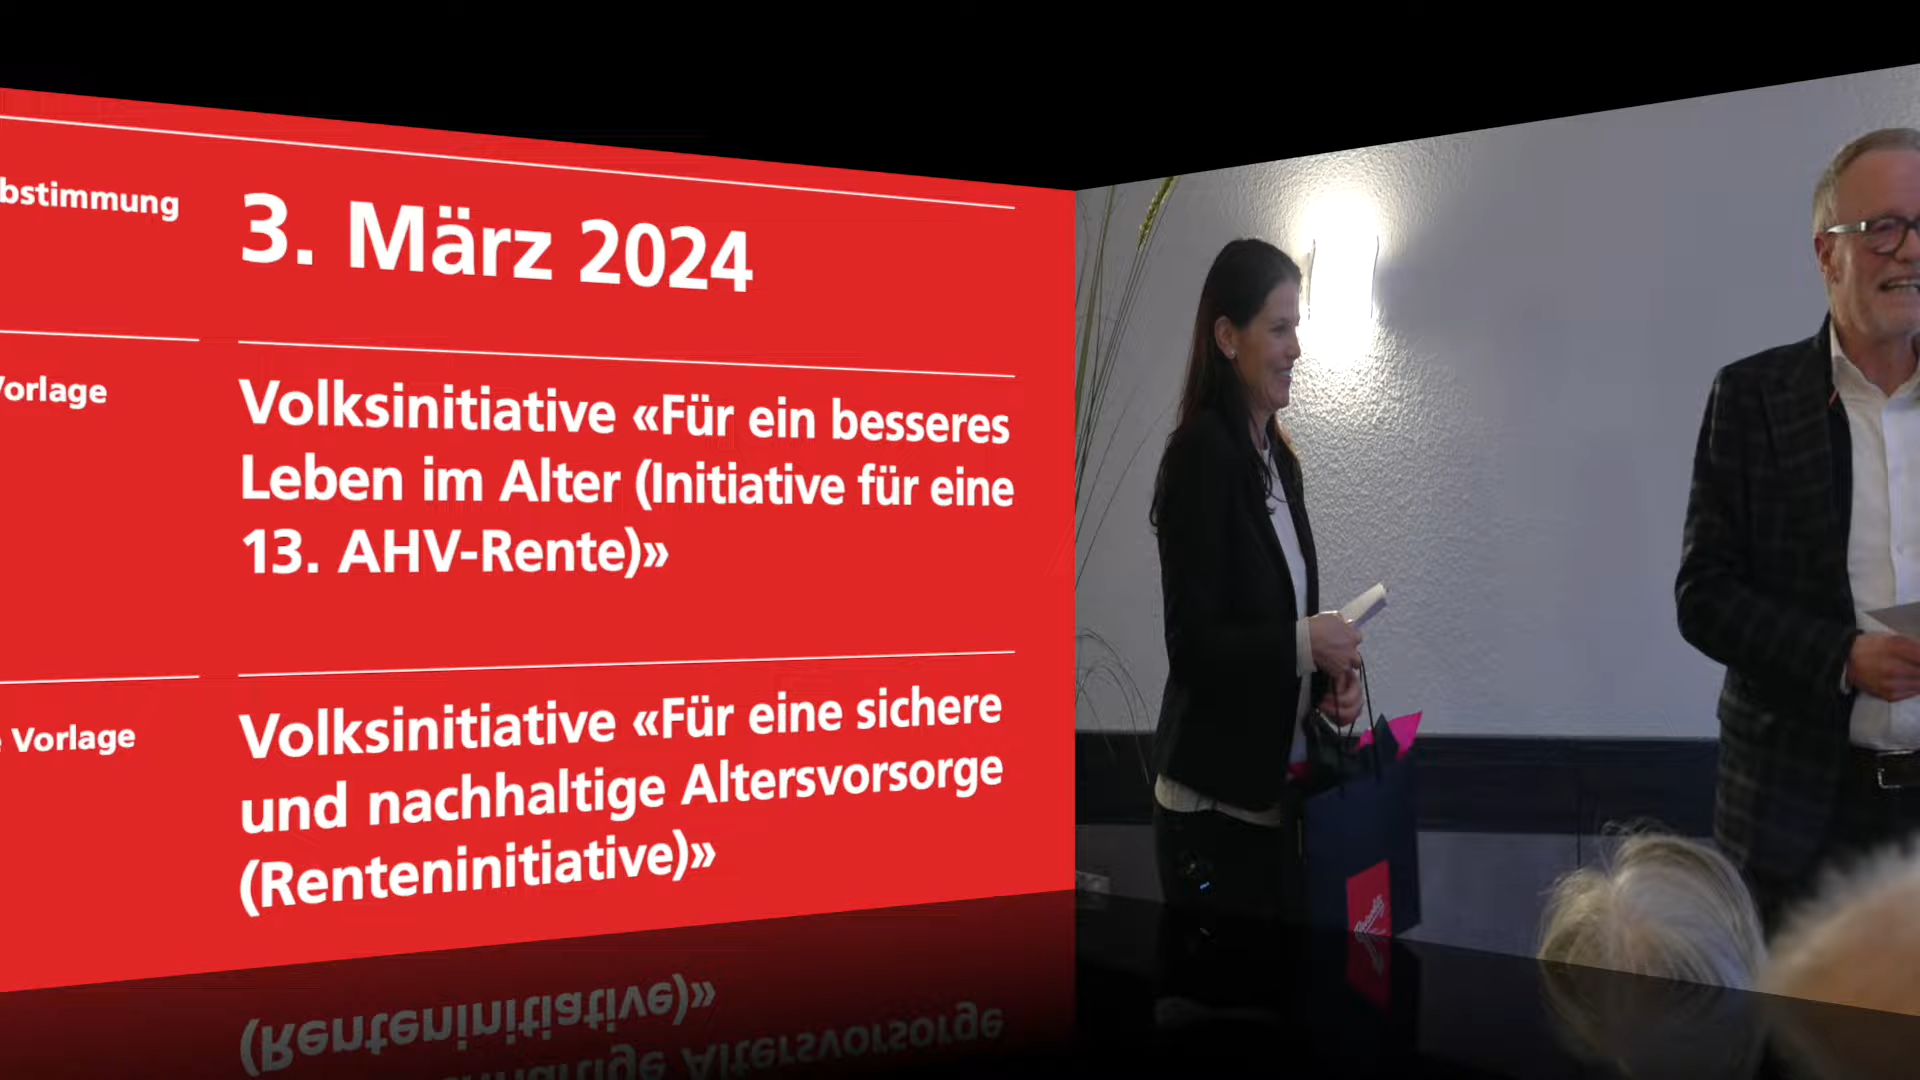 bstimmung
3. März 2024
Vorlage
Volksinitiative «Für ein besseres
Leben im Alter (Initiative für eine
13. AHV-Rente)»
Vorlage
Volksinitiative «Für eine sichere
und nachhaltige Altersvorsorge
(Renteninitiative)»